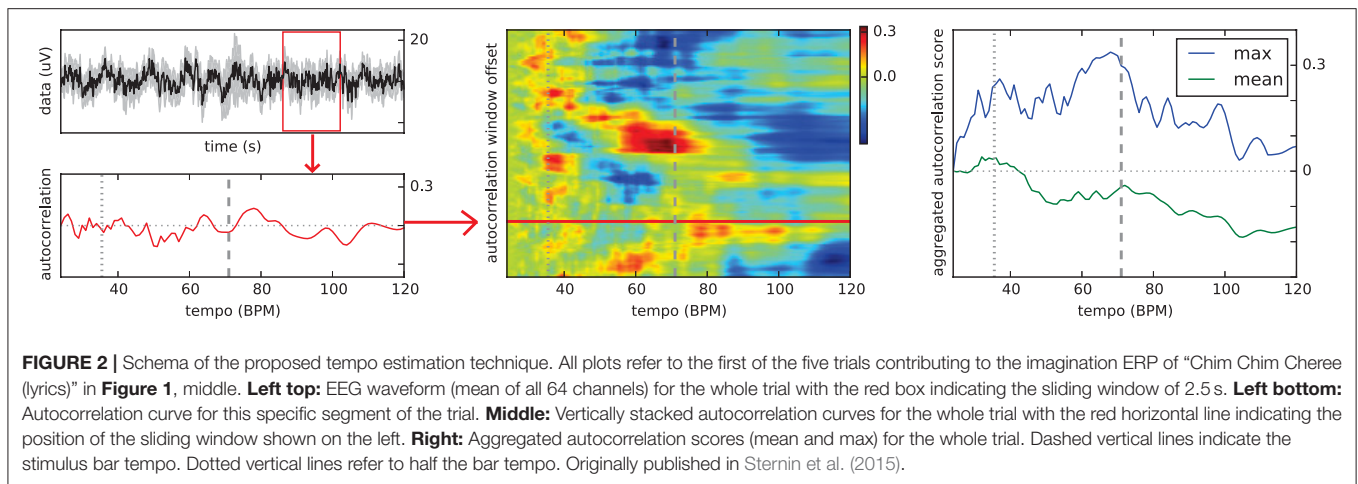 data (uV)
20
time (s)
autocorrelation
0.3
40 60 80 100 120
tempo (BPM)
autocorrelation window offset
0.3
0.0
40 60 80 100 120
tempo (BPM)
aggregated autocorrelation score
max
mean
0.3
0
40 60 80 100 120
tempo (BPM)
FIGURE 2 | Schema of the proposed tempo estimation technique. All plots refer to the first of the five trials contributing to the imagination ERP of “Chim Chim Cheree
(lyrics)” in Figure 1, middle. Left top: EEG waveform (mean of all 64 channels) for the whole trial with the red box indicating the sliding window of 2.5 s. Left bottom:
Autocorrelation curve for this specific segment of the trial. Middle: Vertically stacked autocorrelation curves for the whole trial with the red horizontal line indicating the
position of the sliding window shown on the left. Right: Aggregated autocorrelation scores (mean and max) for the whole trial. Dashed vertical lines indicate the
stimulus bar tempo. Dotted vertical lines refer to half the bar tempo. Originally published in Sternin et al. (2015).